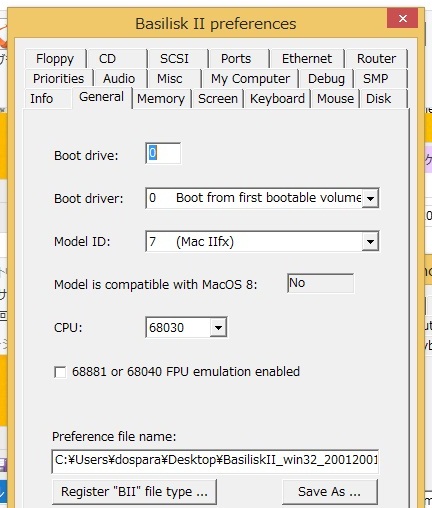 Basilisk II preferences
Floppy CD SCSI Ports Ethernet Router
Priorities Audio Misc My Computer Debug SMP
Info General Memory Screen Keyboard Mouse Disk
Boot drive: 0
Boot driver: 0 Boot from first bootable volume
Model ID: 7 (Mac IIfx)
Model is compatible with MacOS 8: No
CPU: 68030
68881 or 68040 FPU emulation enabled
Preference file name:
C:¥Users¥dospara¥Desktop¥BasiliskII_win32_20012001
Register "BII" file type ... Save As ...